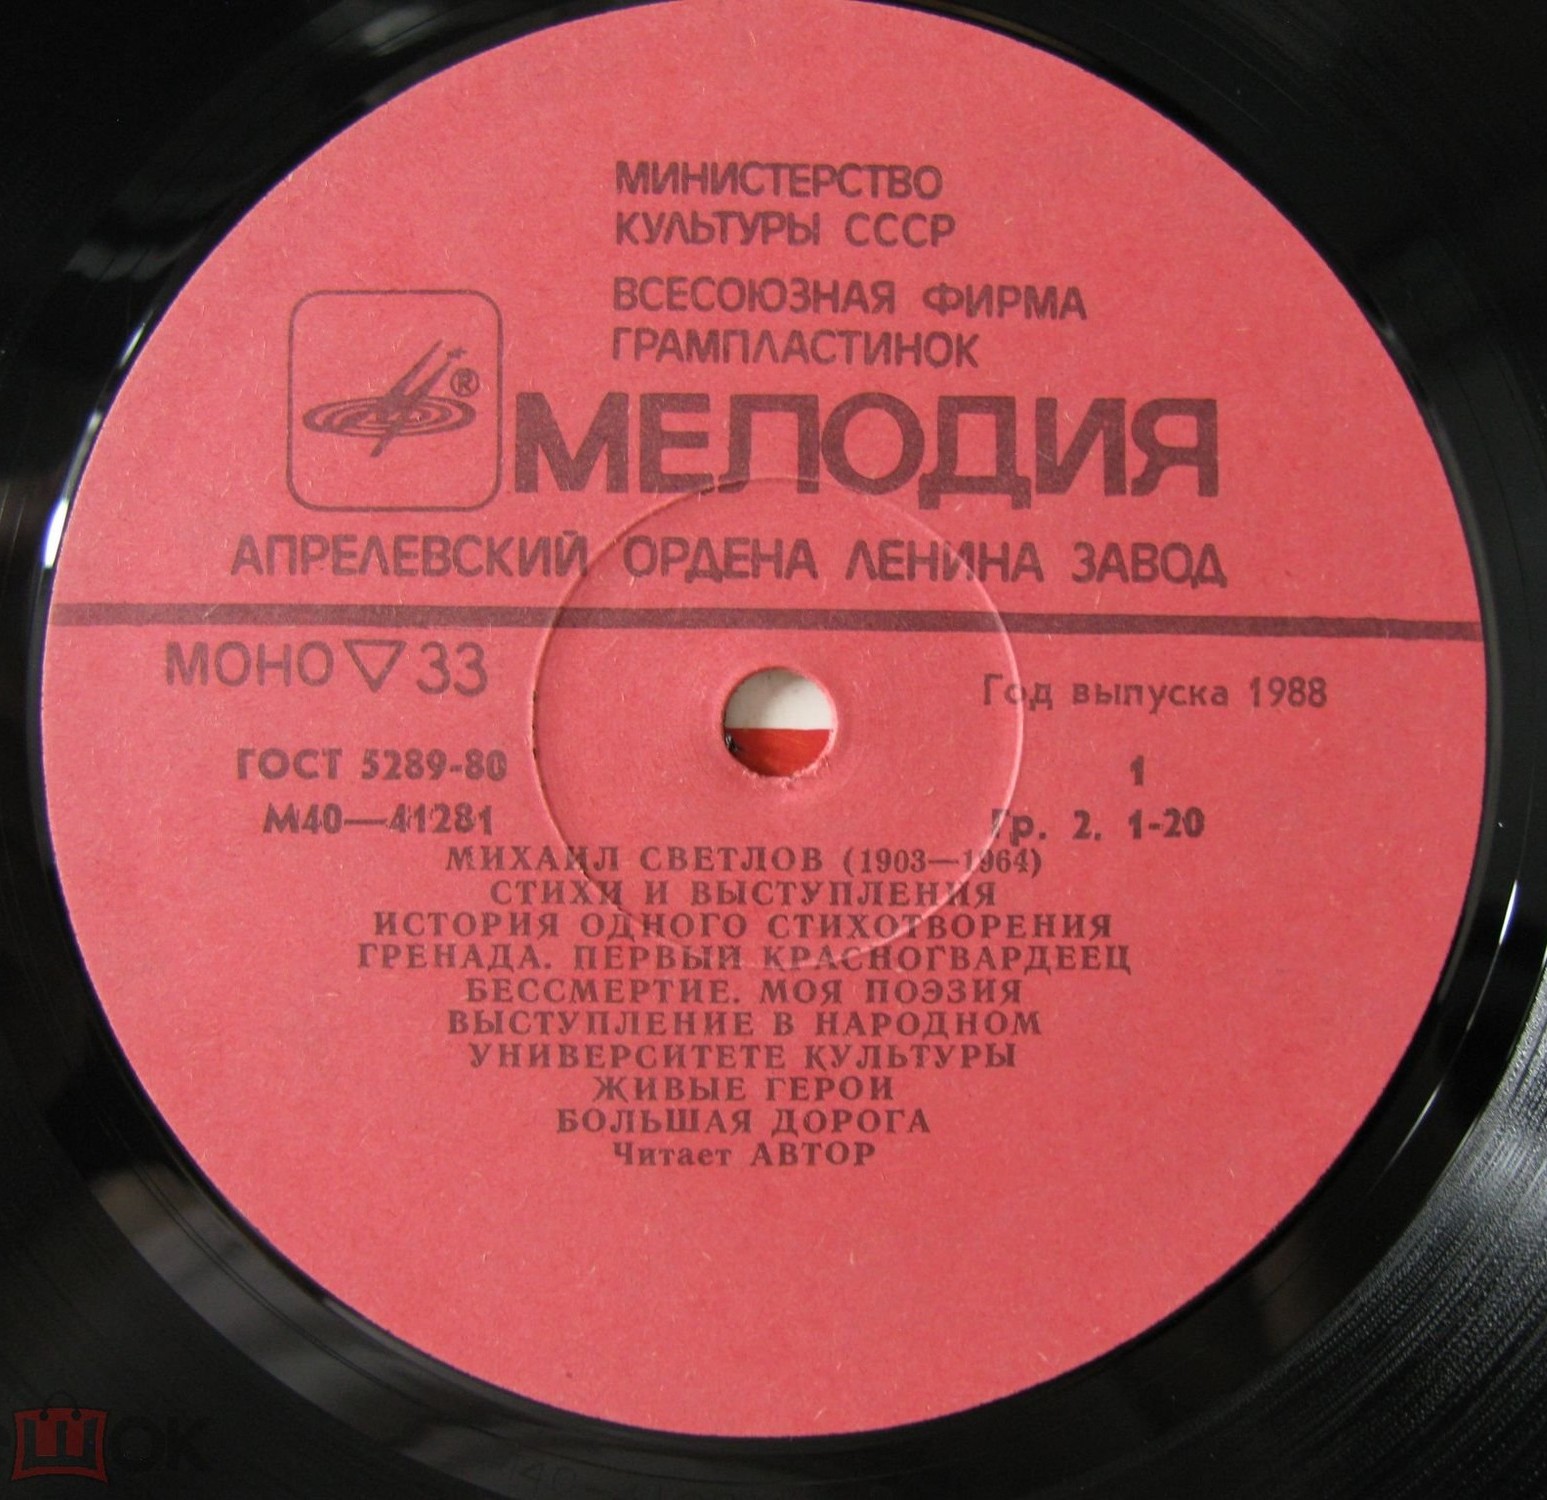 МИНИСТЕРСТВО
КУЛЬТУРЫ СССР
ВСЕСОЮЗНАЯ ФИРМА
ГРАМПЛАСТИНОК
®
МЕЛОДИЯ
АПРЕЛЕВСКИЙ ОРДЕНА ЛЕНИНА ЗАВОД
МОНО 33
Год выпуска 1988
ГОСТ 5289-80
1
М40—41281
Гр. 2. 1-20
МИХАИЛ СВЕТЛОВ (1903—1964)
СТИХИ И ВЫСТУПЛЕНИЯ
ИСТОРИЯ ОДНОГО СТИХОТВОРЕНИЯ
ГРЕНАДА. ПЕРВЫЙ КРАСНОГВАРДЕЕЦ
БЕССМЕРТИЕ. МОЯ ПОЭЗИЯ
ВЫСТУПЛЕНИЕ В НАРОДНОМ
УНИВЕРСИТЕТЕ КУЛЬТУРЫ
ЖИВЫЕ ГЕРОИ
БОЛЬШАЯ ДОРОГА
Читает АВТОР
ШОК